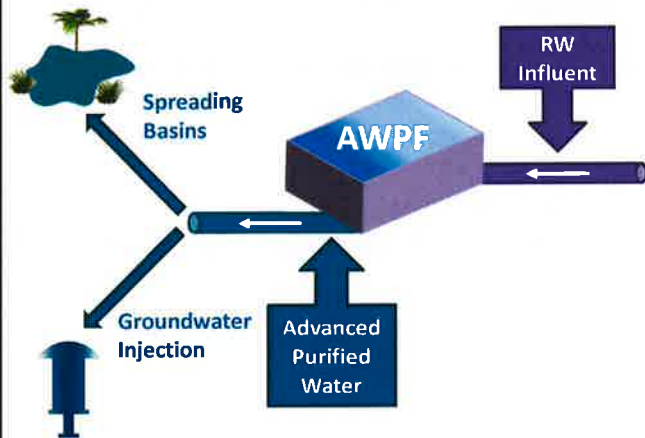 RW
Influent
Spreading
Basins
AWPF
Groundwater
Injection
Advanced
Purified
Water